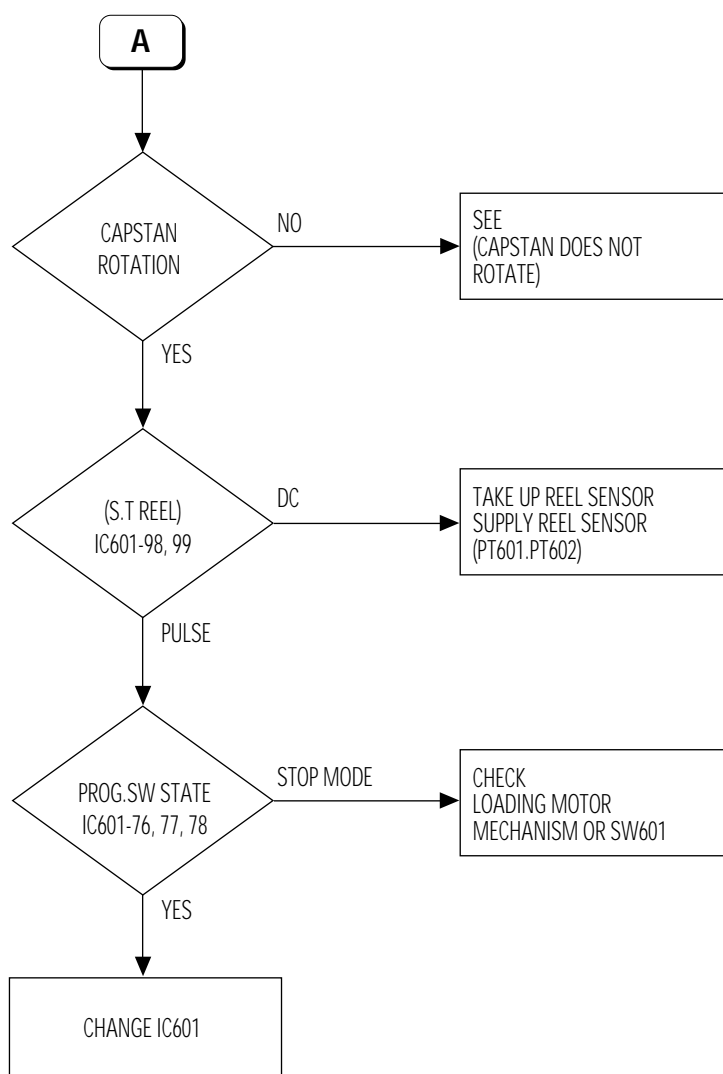 A
CAPSTAN
ROTATION
NO
SEE
(CAPSTAN DOES NOT
ROTATE)
YES
(S.T REEL)
IC601-98, 99
DC
TAKE UP REEL SENSOR
SUPPLY REEL SENSOR
(PT601.PT602)
PULSE
PROG.SW STATE
IC601-76, 77, 78
STOP MODE
CHECK
LOADING MOTOR
MECHANISM OR SW601
YES
CHANGE IC601